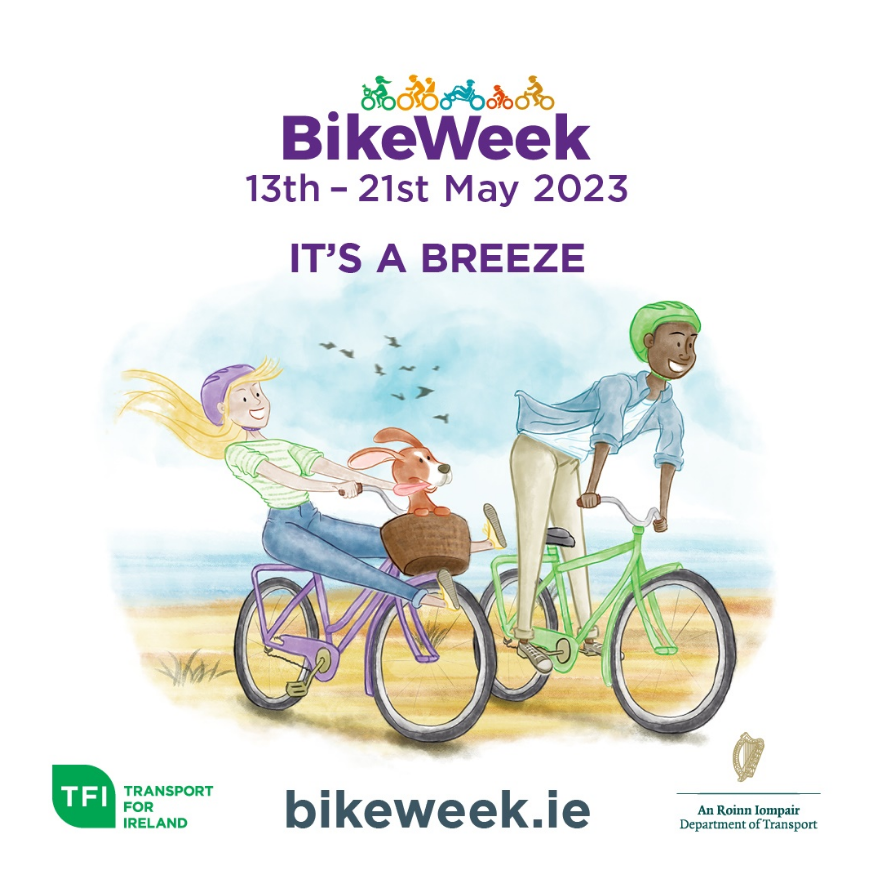 BikeWeek
13th – 21st May 2023
IT'S A BREEZE
TFI
TRANSPORT
FOR
IRELAND
bikeweek.ie
An Roinn Iompair
Department of Transport